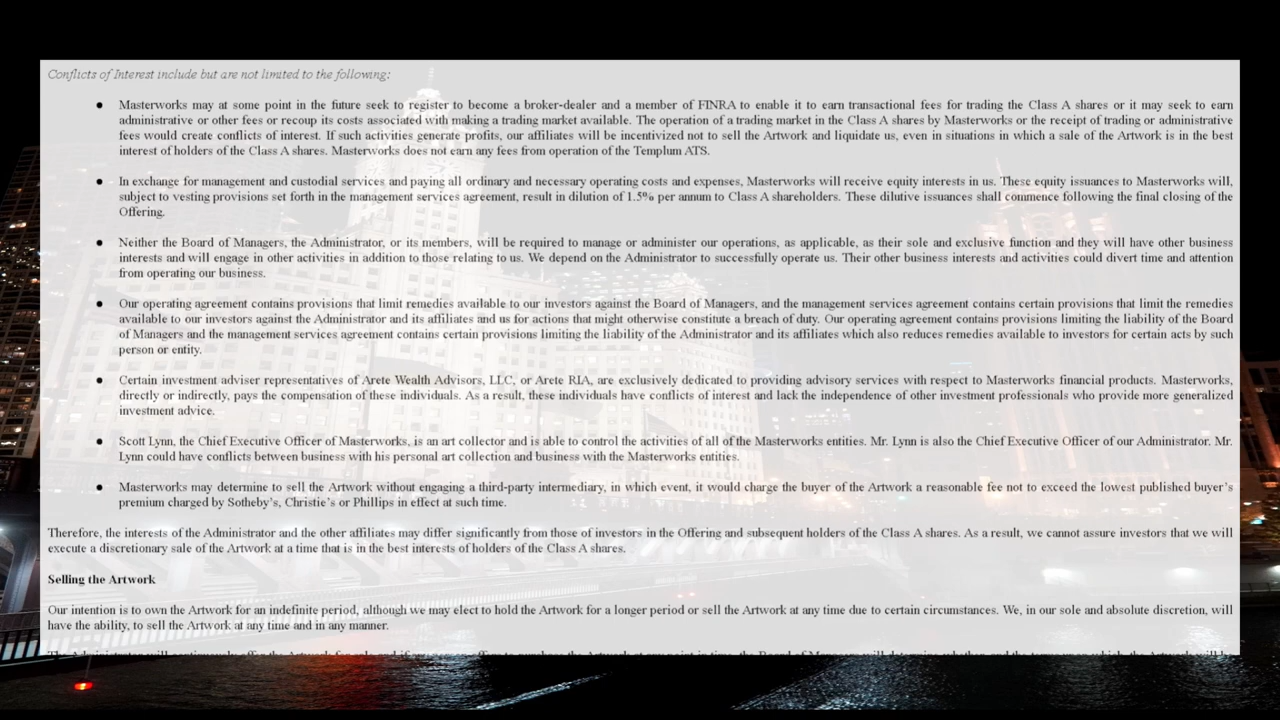 Conflicts of Interest include but are not limited to the following:
● Masterworks may at some point in the future seek to register to become a broker-dealer and a member of FINRA to enable it to earn transactional fees for trading the Class A shares or it may seek to earn
administrative or other fees or recoup its costs associated with making a trading market available. The operation of a trading market in the Class A shares by Masterworks or the receipt of trading or administrative
fees would create conflicts of interest. If such activities generate profits, our affiliates will be incentivized not to sell the Artwork and liquidate us, even in situations in which a sale of the Artwork is in the best
interest of holders of the Class A shares. Masterworks does not earn any fees from operation of the Templum ATS.
● In exchange for management and custodial services and paying all ordinary and necessary operating costs and expenses, Masterworks will receive equity interests in us. These equity issuances to Masterworks will,
subject to vesting provisions set forth in the management services agreement, result in dilution of 1.5% per annum to Class A shareholders. These dilutive issuances shall commence following the final closing of the
Offering.
● Neither the Board of Managers, the Administrator, or its members, will be required to manage or administer our operations, as applicable, as their sole and exclusive function and they will have other business
interests and will engage in other activities in addition to those relating to us. We depend on the Administrator to successfully operate us. Their other business interests and activities could divert time and attention
from operating our business.
● Our operating agreement contains provisions that limit remedies available to our investors against the Board of Managers, and the management services agreement contains certain provisions that limit the remedies
available to our investors against the Administrator and its affiliates and us for actions that might otherwise constitute a breach of duty. Our operating agreement contains provisions limiting the liability of the Board
of Managers and the management services agreement contains certain provisions limiting the liability of the Administrator and its affiliates which also reduces remedies available to investors for certain acts by such
person or entity.
● Certain investment adviser representatives of Arete Wealth Advisors, LLC, or Arete RIA, are exclusively dedicated to providing advisory services with respect to Masterworks financial products. Masterworks,
directly or indirectly, pays the compensation of these individuals. As a result, these individuals have conflicts of interest and lack the independence of other investment professionals who provide more generalized
investment advice.
● Scott Lynn, the Chief Executive Officer of Masterworks, is an art collector and is able to control the activities of all of the Masterworks entities. Mr. Lynn is also the Chief Executive Officer of our Administrator. Mr.
Lynn could have conflicts between business with his personal art collection and business with the Masterworks entities.
● Masterworks may determine to sell the Artwork without engaging a third-party intermediary, in which event, it would charge the buyer of the Artwork a reasonable fee not to exceed the lowest published buyer's
premium charged by Sotheby's, Christie's or Phillips in effect at such time.
Therefore, the interests of the Administrator and the other affiliates may differ significantly from those of investors in the Offering and subsequent holders of the Class A shares. As a result, we cannot assure investors that we will
execute a discretionary sale of the Artwork at a time that is in the best interests of holders of the Class A shares.
Selling the Artwork
Our intention is to own the Artwork for an indefinite period, although we may elect to hold the Artwork for a longer period or sell the Artwork at any time due to certain circumstances. We, in our sole and absolute discretion, will
have the ability, to sell the Artwork at any time and in any manner.